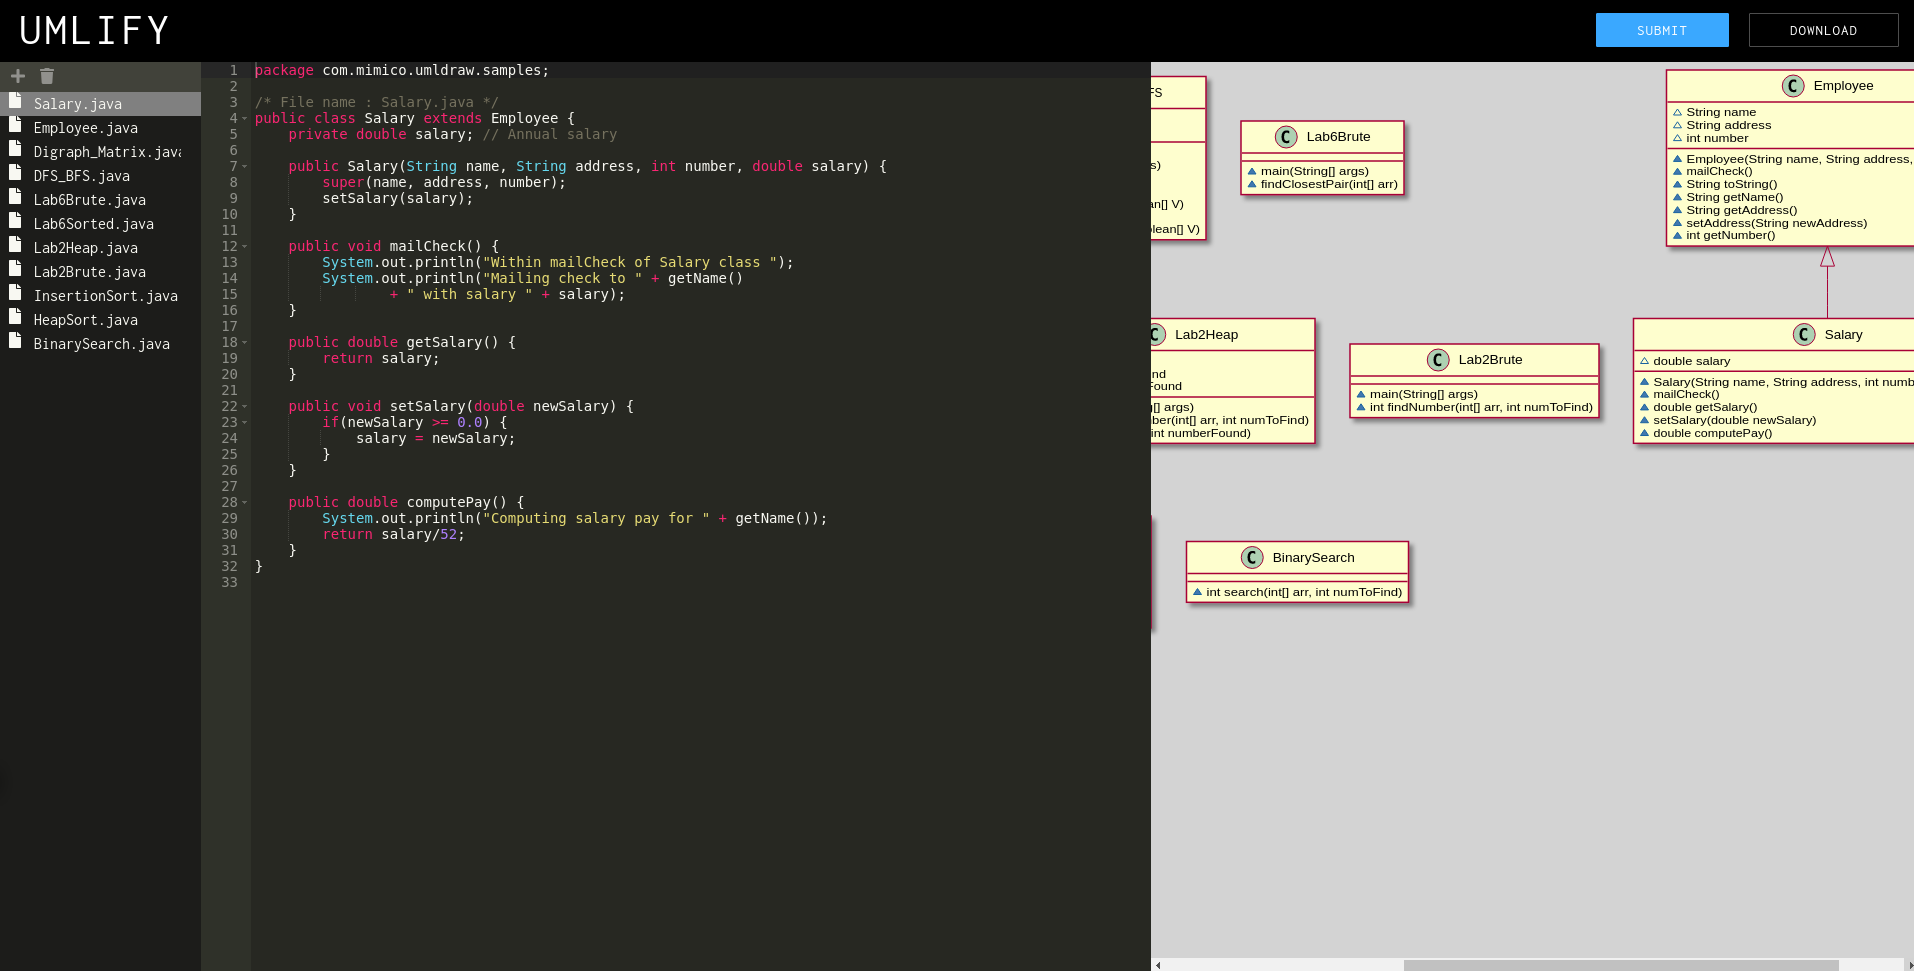 UMLIFY
SUBMIT
DOWNLOAD
Salary.java
Employee.java
Digraph_Matrix.java
DFS_BFS.java
Lab6Brute.java
Lab6Sorted.java
Lab2Heap.java
Lab2Brute.java
InsertionSort.java
HeapSort.java
BinarySearch.java
1 package com.mimico.umldraw.samples;
2
3 /* File name : Salary.java */
4 public class Salary extends Employee {
5     private double salary; // Annual salary
6
7     public Salary(String name, String address, int number, double salary) {
8         super(name, address, number);
9         setSalary(salary);
10     }
11
12     public void mailCheck() {
13         System.out.println("Within mailCheck of Salary class ");
14         System.out.println("Mailing check to " + getName()
15                 + " with salary " + salary);
16     }
17
18     public double getSalary() {
19         return salary;
20     }
21
22     public void setSalary(double newSalary) {
23         if(newSalary >= 0.0) {
24             salary = newSalary;
25         }
26     }
27
28     public double computePay() {
29         System.out.println("Computing salary pay for " + getName());
30         return salary/52;
31     }
32 }
33
FS
s)
an[] V)
olean[] V)
C Lab6Brute
main(String[] args)
findClosestPair(int[] arr)
C Employee
String name
String address
int number
Employee(String name, String address,
mailCheck()
String toString()
String getName()
String getAddress()
setAddress(String newAddress)
int getNumber()
C Lab2Heap
nd
Found
g[] args)
ber(int[] arr, int numToFind)
int numberFound)
C Lab2Brute
main(String[] args)
int findNumber(int[] arr, int numToFind)
C Salary
double salary
Salary(String name, String address, int numb
mailCheck()
double getSalary()
setSalary(double newSalary)
double computePay()
C BinarySearch
int search(int[] arr, int numToFind)